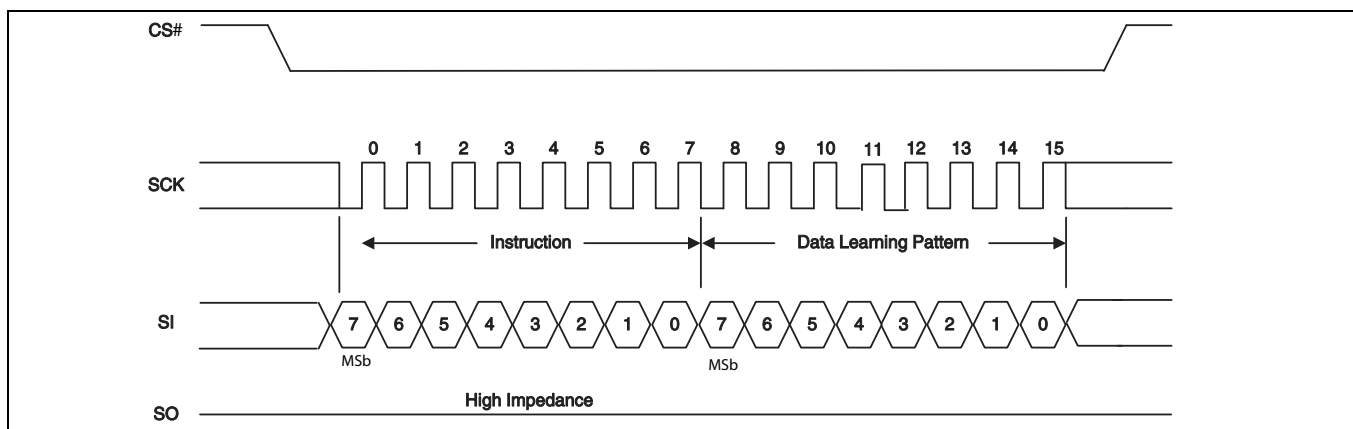 CS#
0 1 2 3 4 5 6 7 8 9 10 11 12 13 14 15
SCK
Instruction Data Learning Pattern
SI 7 6 5 4 3 2 1 0 7 6 5 4 3 2 1 0
MSb MSb
High Impedance
SO